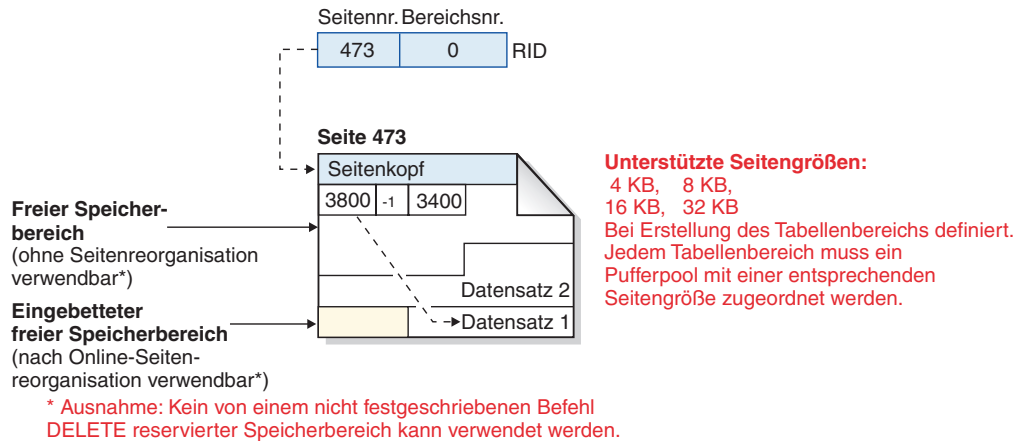 Seitennr. Bereichsnr.
473 0 RID
Seite 473
Seitenkopf
3800 -1 3400
Datensatz 2
Datensatz 1
Freier Speicher-
bereich
(ohne Seitenreorganisation
verwendbar*)
Eingebetteter
freier Speicherbereich
(nach Online-Seiten-
reorganisation verwendbar*)
Unterstützte Seitengrößen:
4 KB, 8 KB,
16 KB, 32 KB
Bei Erstellung des Tabellenbereichs definiert.
Jedem Tabellenbereich muss ein
Pufferpool mit einer entsprechenden
Seitengröße zugeordnet werden.
* Ausnahme: Kein von einem nicht festgeschriebenen Befehl
DELETE reservierter Speicherbereich kann verwendet werden.